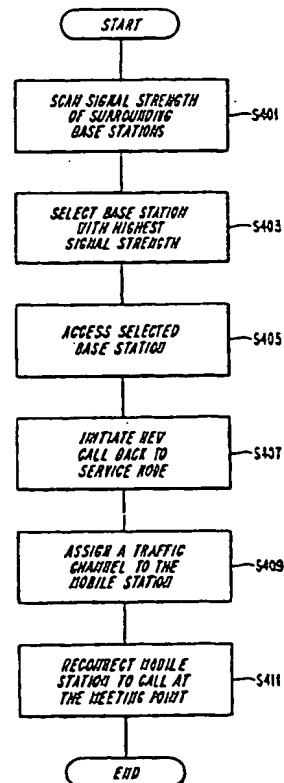 START
SCAN SIGNAL STRENGTH
OF SURROUNDING
BASE STATIONS
S401
SELECT BASE STATION
WITH HIGHEST
SIGNAL STRENGTH
S403
ACCESS SELECTED
BASE STATION
S405
INITIATE NEW
CALL BACK TO
SERVICE NODE
S407
ASSIGN A TRAFFIC
CHANNEL TO THE
MOBILE STATION
S409
RECONNECT MOBILE
STATION TO CALL AT
THE MEETING POINT
S411
END